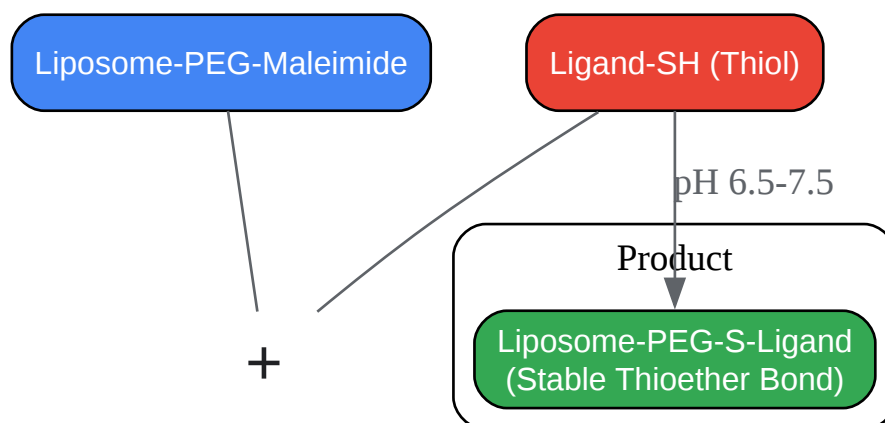 Liposome-PEG-Maleimide
Ligand-SH (Thiol)
pH 6.5-7.5
Product
+
Liposome-PEG-S-Ligand
(Stable Thioether Bond)